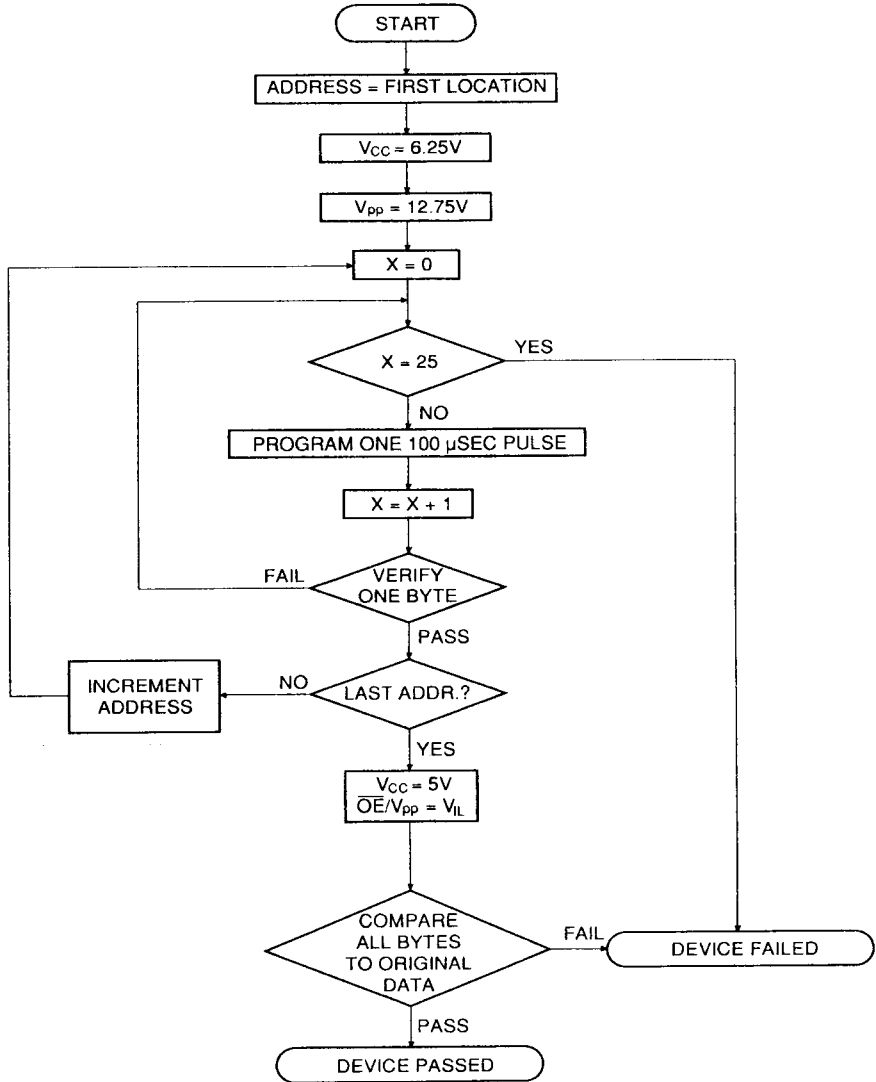 START
ADDRESS = FIRST LOCATION
VCC = 6.25V
Vpp = 12.75V
X = 0
X = 25
YES
NO
PROGRAM ONE 100 µSEC PULSE
X = X + 1
FAIL
VERIFY
ONE BYTE
PASS
INCREMENT
ADDRESS
NO
LAST ADDR.?
YES
VCC = 5V
O̅E̅/Vpp = VIL
COMPARE
ALL BYTES
TO ORIGINAL
DATA
FAIL
DEVICE FAILED
PASS
DEVICE PASSED